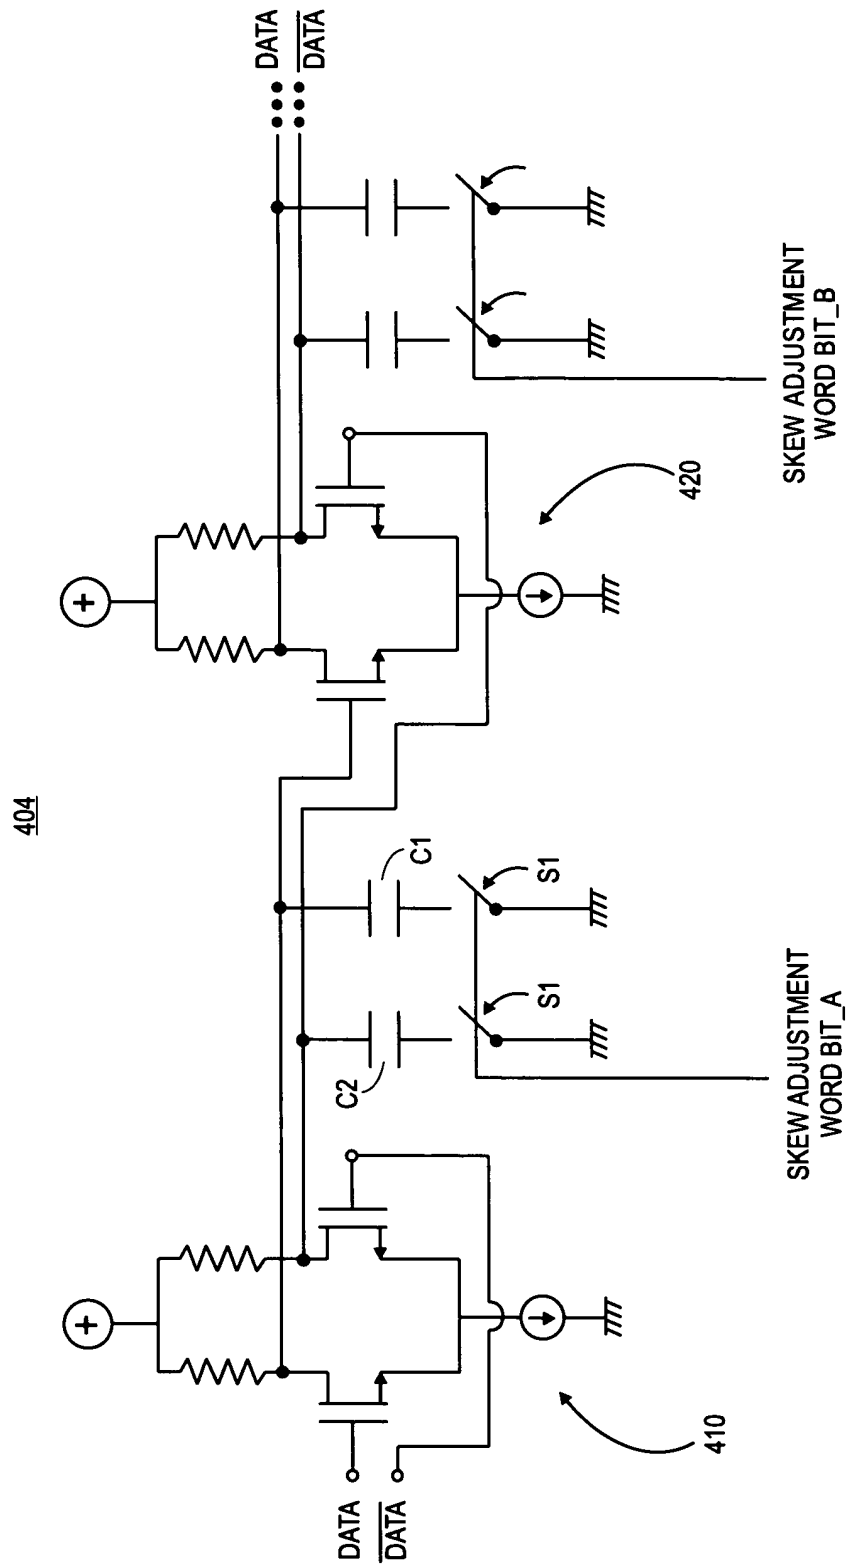 404
DATA
DATA
410
C2
C1
S1
S1
SKEW ADJUSTMENT
WORD BIT_A
420
SKEW ADJUSTMENT
WORD BIT_B
DATA
DATA